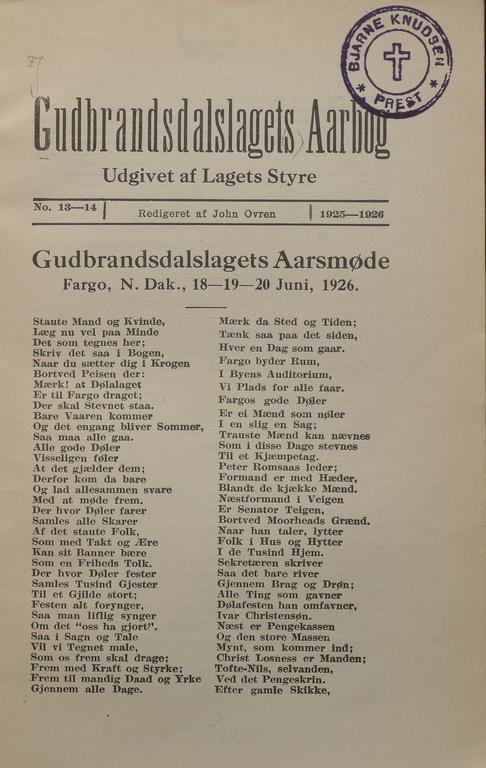 BJARNE KNUDSEN
* PREST *
Gudbrandsdalslagets Aarbog
Udgivet af Lagets Styre
No. 13—14
Redigeret af John Ovren
1925—1926
Gudbrandsdalslagets Aarsmøde
Fargo, N. Dak., 18—19—20 Juni, 1926.
Staute Mand og Kvinde,
Læg nu vel paa Minde
Det som tegnes her;
Skriv det saa i Bogen,
Naar du sætter dig i Krogen
Bortved Peisen der:
Mærk! at Dølalaget
Er til Fargo draget;
Der skal Stevnet staa.
Bare Vaaren kommer
Og det engang bliver Sommer,
Saa maa alle gaa.
Alle gode Døler
Visseligen føler
At det gjælder dem;
Derfor kom da bare
Og lad allesammen svare
Med at møde frem.
Der hvor Døler farer
Samles alle Skarer
Af det staute Folk,
Som med Takt og Ære
Kan sit Banner bære
Som en Friheds Tolk.
Der hvor Døler fester
Samles Tusind Gjester
Til et Gjilde stort;
Festen alt forynger,
Saa man liflig synger
Om det "oss ha gjort".
Saa i Sagn og Tale
Vil vi Tegnet male,
Som os frem skal drage;
Frem med Kraft og Styrke;
Frem til mandig Daad og Yrke
Gjennem alle Dage.
Mærk da Sted og Tiden;
Tænk saa paa det siden,
Hver en Dag som gaar.
Fargo byder Rum,
I Byens Auditorium,
Vi Plads for alle faar.
Fargos gode Døler
Er ei Mænd som nøler
I en slig en Sag;
Trauste Mænd kan nævnes
Som i disse Dage stevnes
Til et Kjæmpetag.
Peter Romsaas leder;
Formand er med Hæder,
Blandt de kjække Mænd.
Næstformand i Veigen
Er Senator Teigen,
Bortved Moorheads Grænd.
Naar han taler, lytter
Folk i Hus og Hytter
I de Tusind Hjem.
Sekretæren skriver
Saa det bare river
Gjennem Brag og Drøn;
Alle Ting som gavner
Dølafesten han omfavner,
Ivar Christensøn.
Næst er Pengekassen
Og den store Massen
Mynt, som kommer ind;
Christ Losness er Manden;
Tofte-Nils, selvanden,
Ved det Pengeskrin.
Efter gamle Skikke,